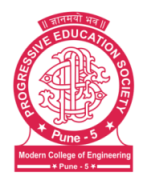 ॥ ज्ञानमयो भव ॥
PROGRESSIVE EDUCATION SOCIETY
★ Pune - 5 ★
Modern College of Engineering
★ Pune - 5 ★